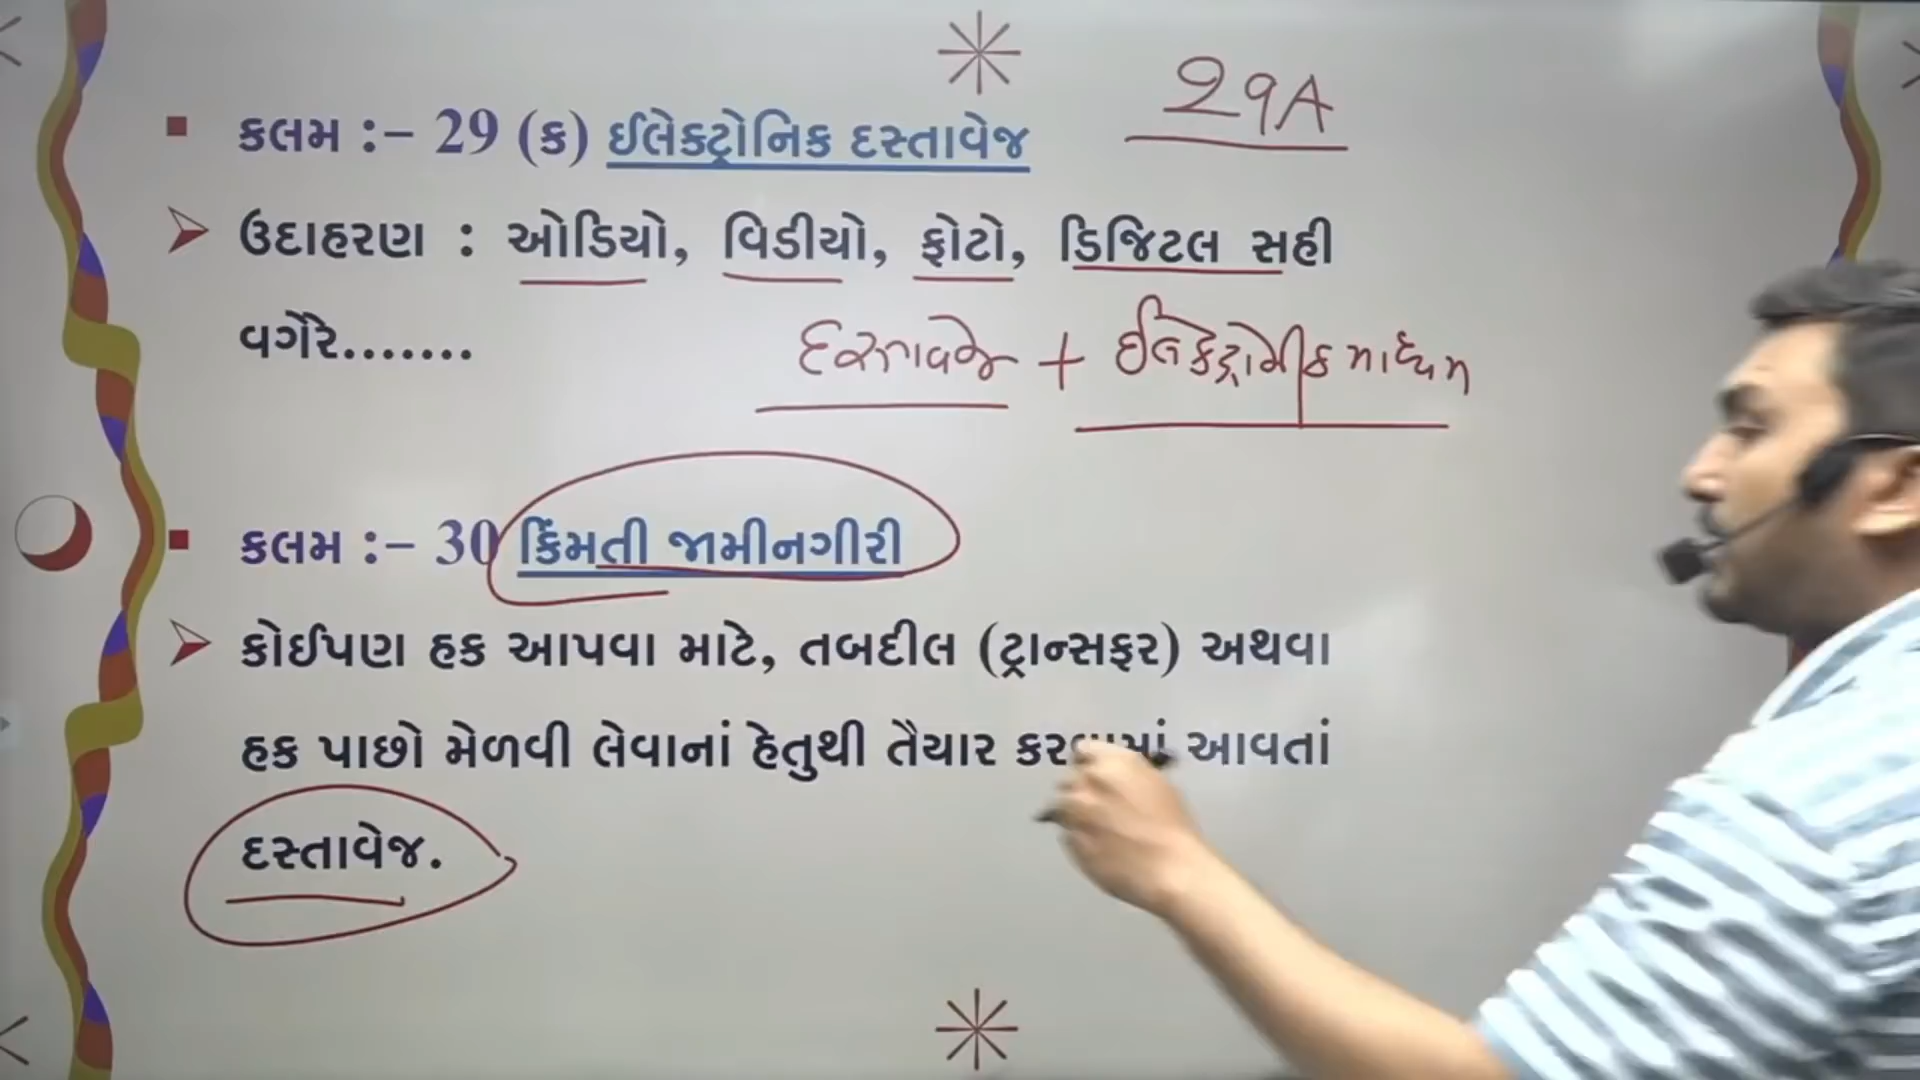 29A
કલમ :– 29 (ક) ઈલેક્ટ્રોનિક દસ્તાવેજ
ઉદાહરણ : ઓડિયો, વિડીયો, ફોટો, ડિજિટલ સહી
વગેરે.......
દસ્તાવેજ + ઈલેકટ્રોનીક માધ્યમ
કલમ :– 30 કિંમતી જામીનગીરી
કોઈપણ હક આપવા માટે, તબદીલ (ટ્રાન્સફર) અથવા
હક પાછો મેળવી લેવાનાં હેતુથી તૈયાર કરવામાં આવતાં
દસ્તાવેજ.